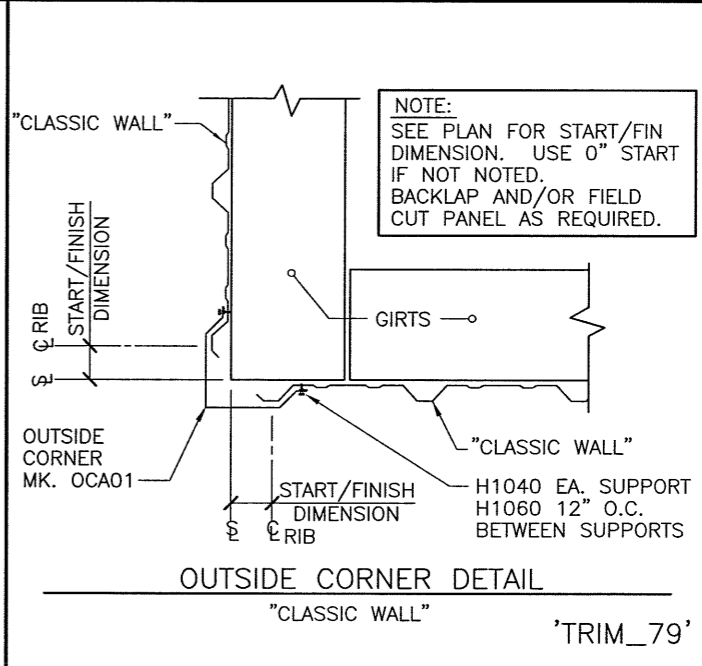 "CLASSIC WALL"
NOTE:
SEE PLAN FOR START/FIN
DIMENSION. USE 0" START
IF NOT NOTED.
BACKLAP AND/OR FIELD
CUT PANEL AS REQUIRED.
START/FINISH
DIMENSION
℄ RIB
SL
GIRTS
OUTSIDE
CORNER
MK. OCA01
"CLASSIC WALL"
H1040 EA. SUPPORT
H1060 12" O.C.
BETWEEN SUPPORTS
START/FINISH
DIMENSION
SL
℄ RIB
OUTSIDE CORNER DETAIL
"CLASSIC WALL"
'TRIM_79'